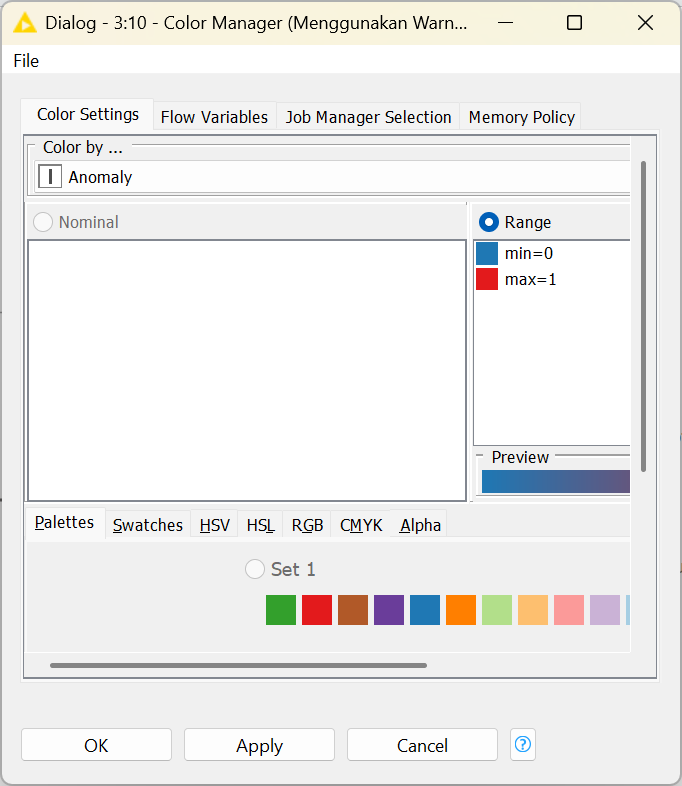 Dialog - 3:10 - Color Manager (Menggunakan Warn...
File
Color Settings Flow Variables Job Manager Selection Memory Policy
Color by ...
I Anomaly
Nominal Range
min=0
max=1
Preview
Palettes Swatches HSV HSL RGB CMYK Alpha
Set 1
OK Apply Cancel ?